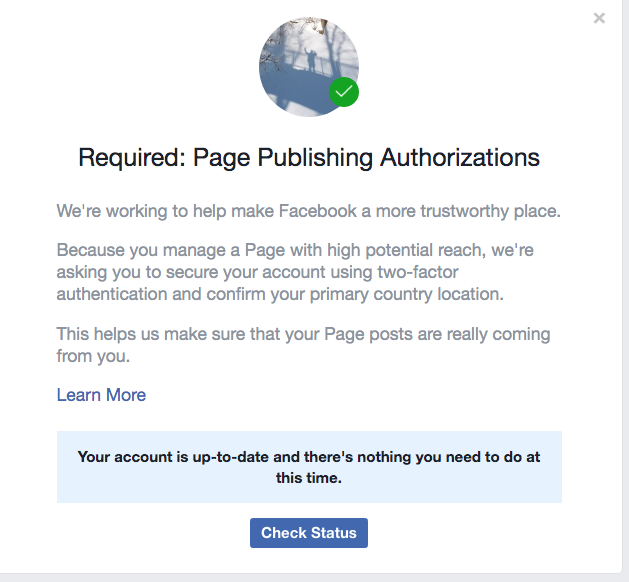 Required: Page Publishing Authorizations
We're working to help make Facebook a more trustworthy place.
Because you manage a Page with high potential reach, we're
asking you to secure your account using two-factor
authentication and confirm your primary country location.
This helps us make sure that your Page posts are really coming
from you.
Learn More
Your account is up-to-date and there's nothing you need to do at
this time.
Check Status